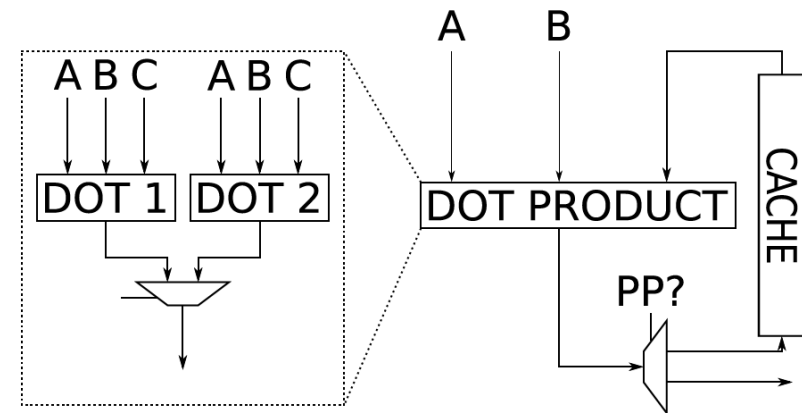 A B C
A B C
DOT 1
DOT 2
A
B
DOT PRODUCT
CACHE
PP?